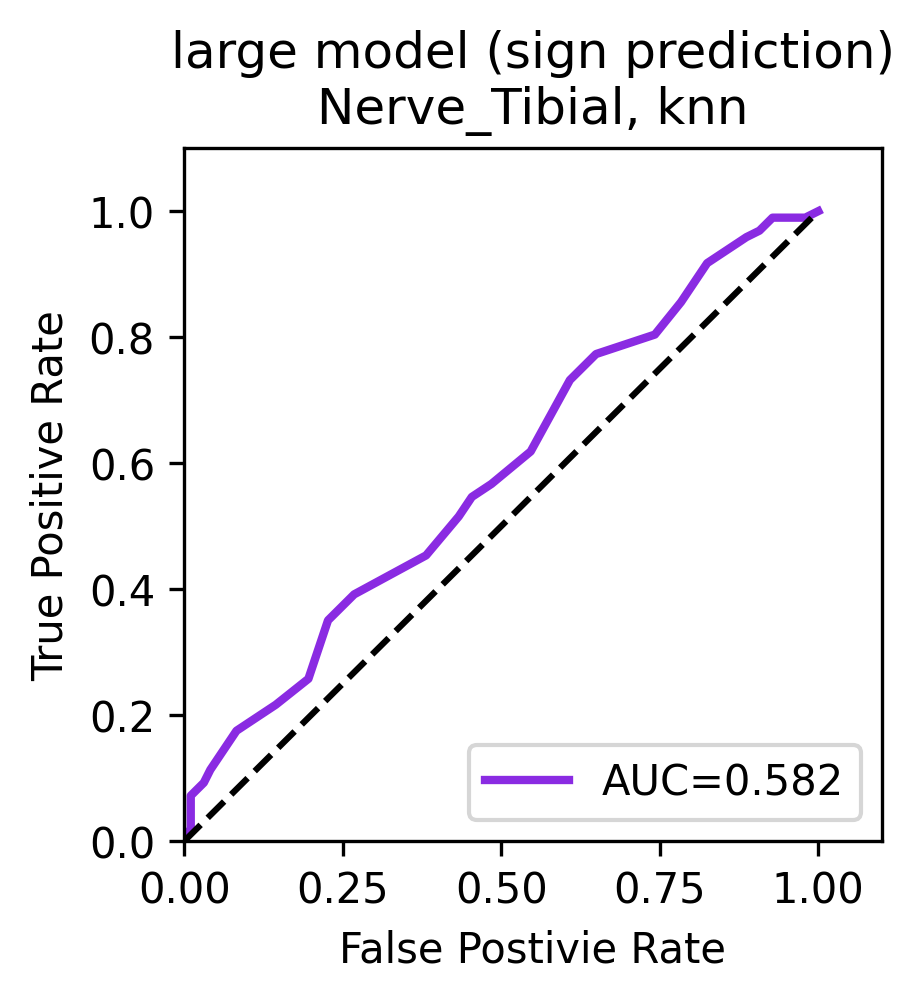 large model (sign prediction)
Nerve_Tibial, knn
True Positive Rate
1.0
0.8
0.6
0.4
0.2
0.0
AUC=0.582
0.00 0.25 0.50 0.75 1.00
False Postivie Rate